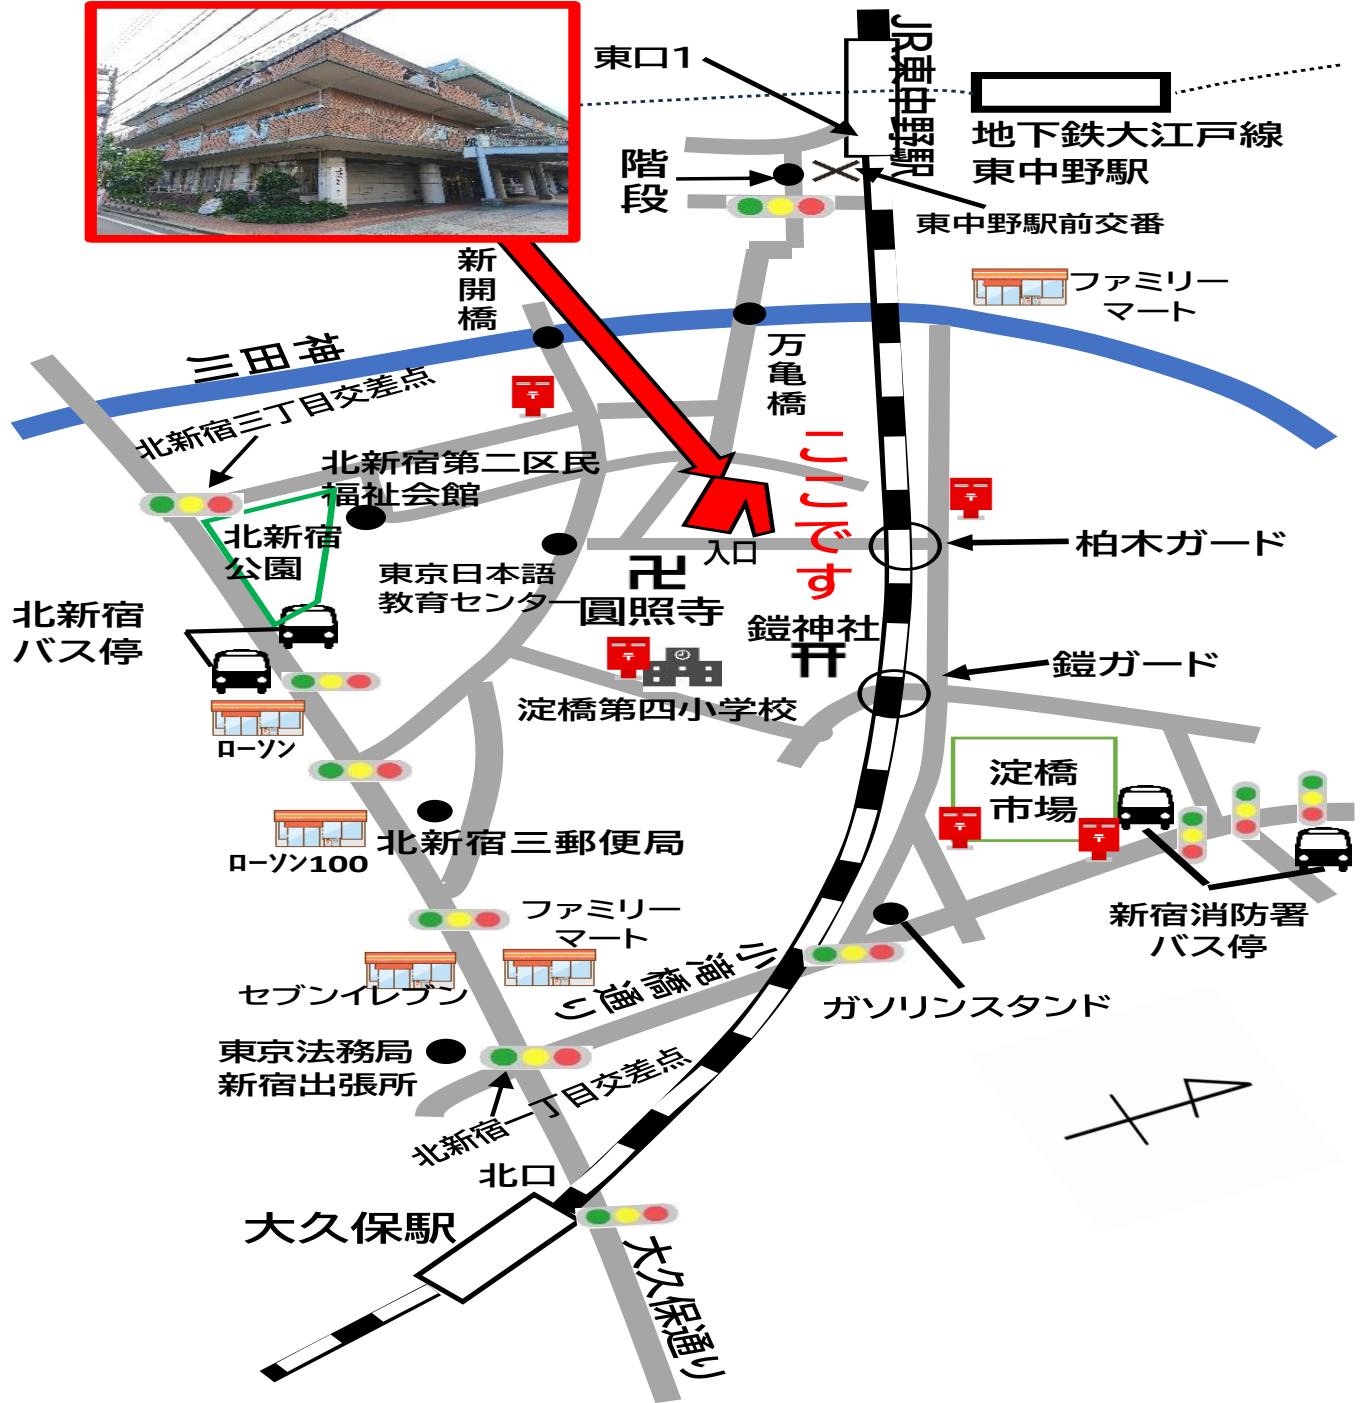 東口1
JR東中野駅
地下鉄大江戸線
東中野駅
階
段
東中野駅前交番
新開橋
ファミリー
マート
神田川
万亀橋
北新宿三丁目交差点
ここです
北新宿第二区民
福祉会館
北新宿
公園
入口
柏木ガード
東京日本語
教育センター
卍
圓照寺
北新宿
バス停
鎧神社
鎧ガード
淀橋第四小学校
ローソン
淀橋
市場
北新宿三郵便局
ローソン100
ファミリー
マート
新宿消防署
バス停
小滝橋通り
セブンイレブン
ガソリンスタンド
東京法務局
新宿出張所
北新宿一丁目交差点
北口
大久保駅
大久保通り